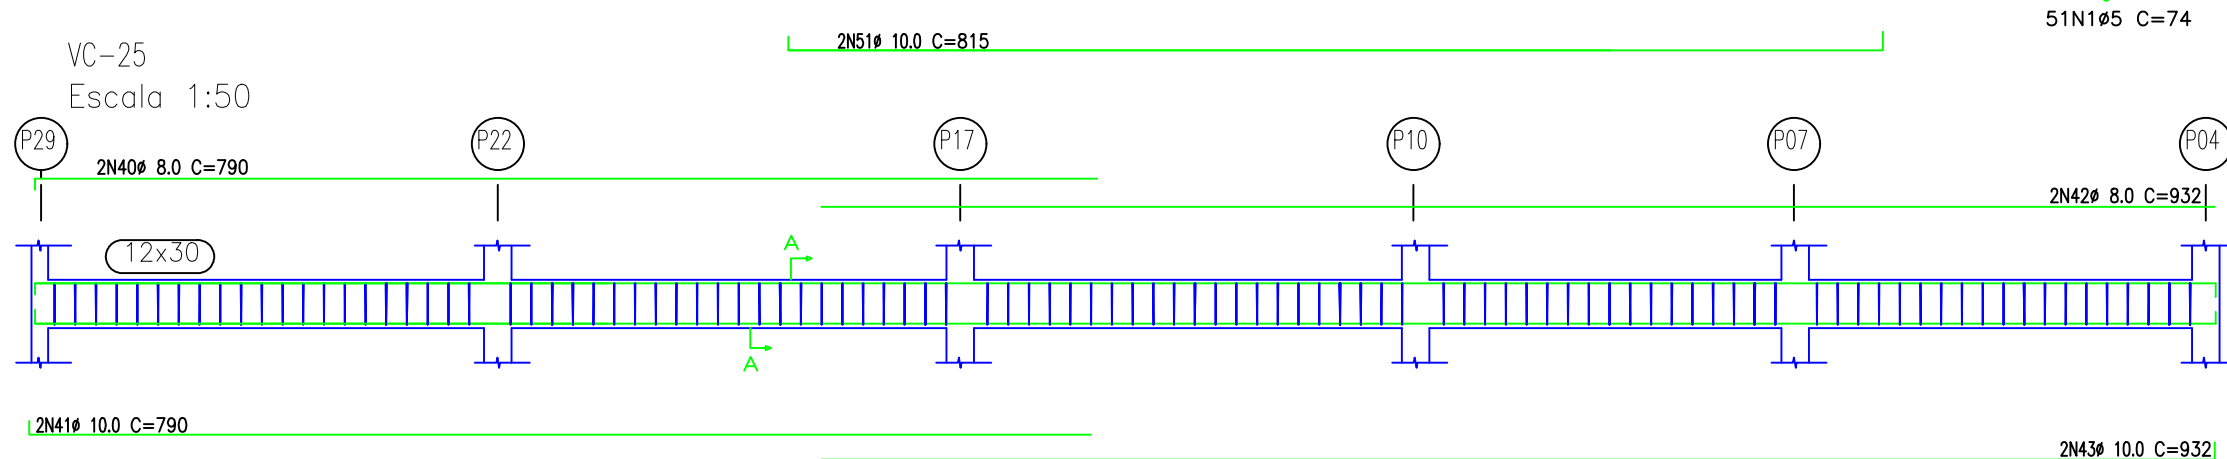 51N1ø5 C=74
2N51ø 10.0 C=815
VC-25
Escala 1:50
P29
P22
P17
P10
P07
P04
2N40ø 8.0 C=790
2N42ø 8.0 C=932
12x30
A
A
2N41ø 10.0 C=790
2N43ø 10.0 C=932